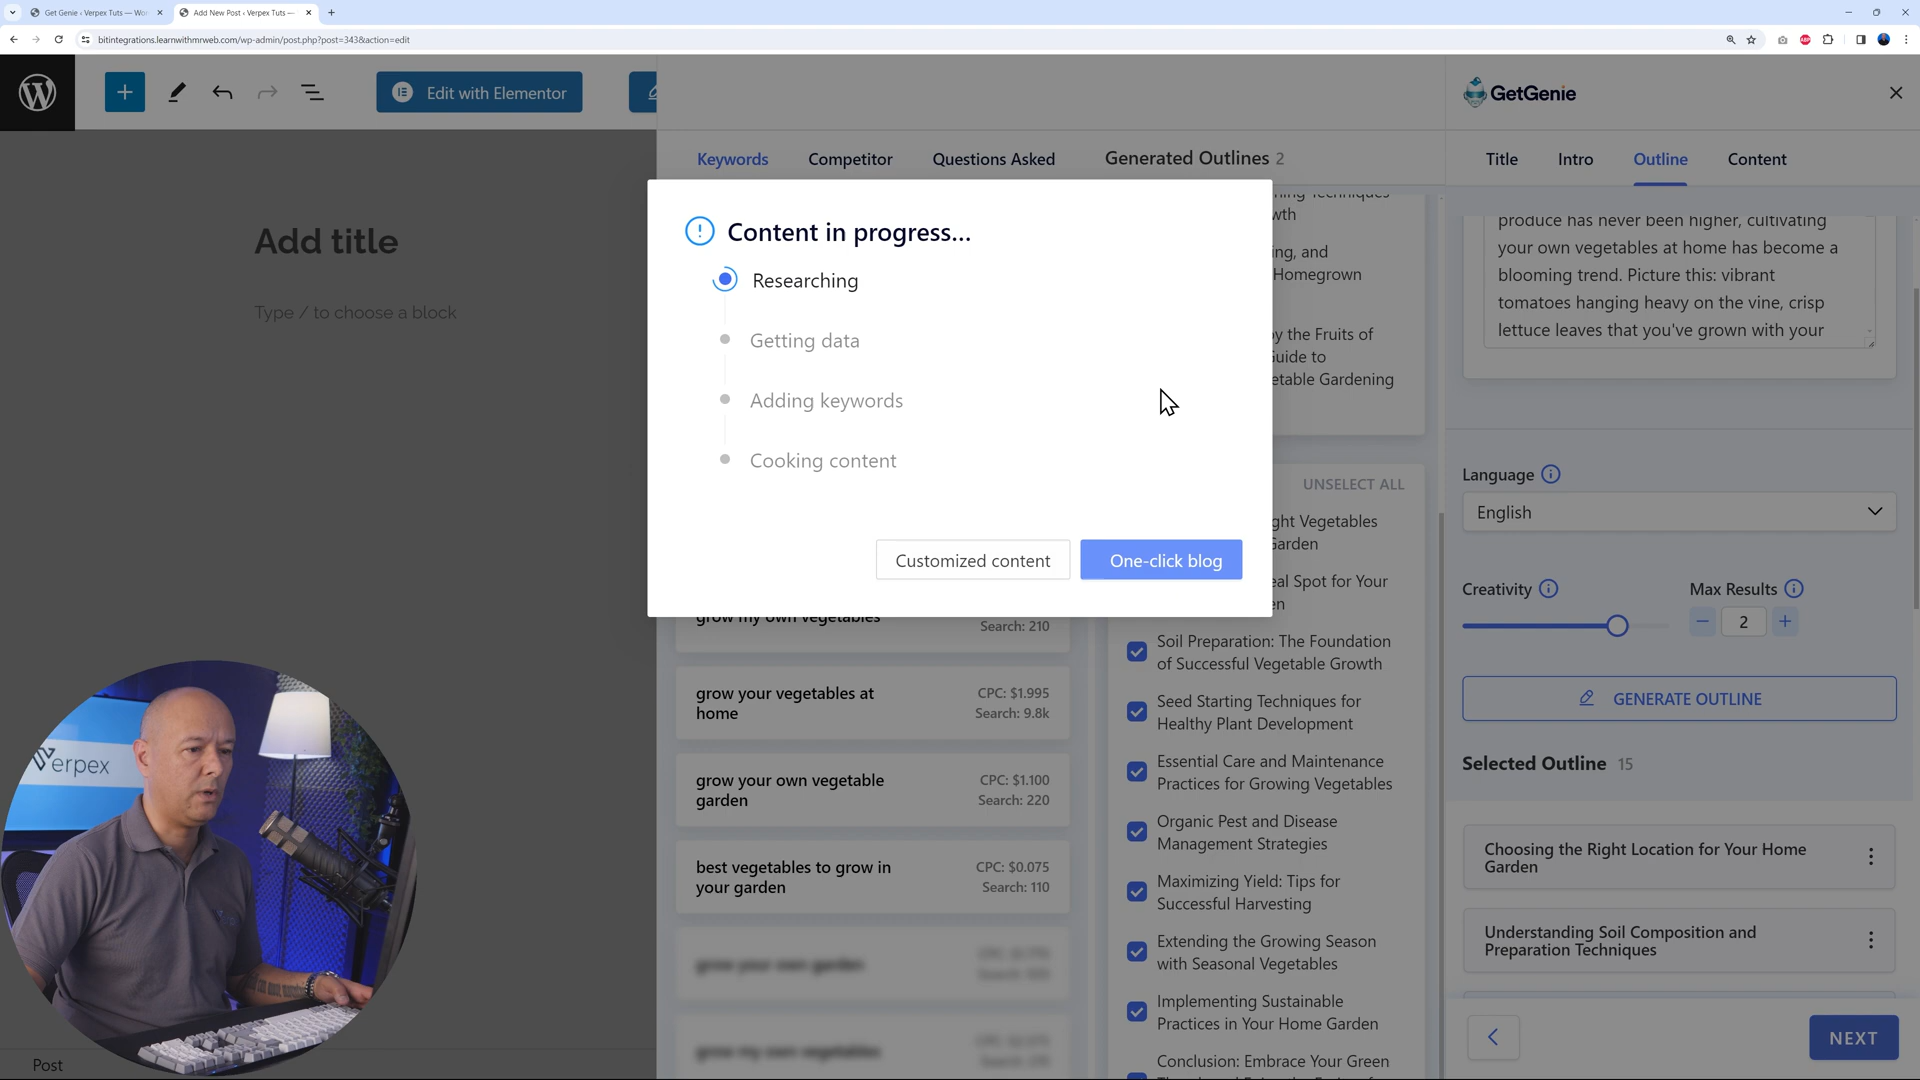 Get Genie ‹ Verpex Tuts — Wor
Add New Post ‹ Verpex Tuts —
bitintegrations.learnwithmrweb.com/wp-admin/post.php?post=343&action=edit
Edit with Elementor
GetGenie
Keywords
Competitor
Questions Asked
Generated Outlines 2
Title
Intro
Outline
Content
Add title
Type / to choose a block
Content in progress...
Researching
Getting data
Adding keywords
Cooking content
Customized content
One-click blog
wth
ing, and
Homegrown
by the Fruits of
Guide to
etable Gardening
produce has never been higher, cultivating
your own vegetables at home has become a
blooming trend. Picture this: vibrant
tomatoes hanging heavy on the vine, crisp
lettuce leaves that you've grown with your
UNSELECT ALL
ght Vegetables
Garden
eal Spot for Your
en
Soil Preparation: The Foundation
of Successful Vegetable Growth
Seed Starting Techniques for
Healthy Plant Development
Essential Care and Maintenance
Practices for Growing Vegetables
Organic Pest and Disease
Management Strategies
Maximizing Yield: Tips for
Successful Harvesting
Extending the Growing Season
with Seasonal Vegetables
Implementing Sustainable
Practices in Your Home Garden
Conclusion: Embrace Your Green
grow my own vegetables
Search: 210
grow your vegetables at
home
CPC: $1.995
Search: 9.8k
grow your own vegetable
garden
CPC: $1.100
Search: 220
best vegetables to grow in
your garden
CPC: $0.075
Search: 110
grow your own garden
grow my own vegetables
Language
English
Creativity
Max Results
2
GENERATE OUTLINE
Selected Outline 15
Choosing the Right Location for Your Home
Garden
Understanding Soil Composition and
Preparation Techniques
NEXT
Verpex
Post